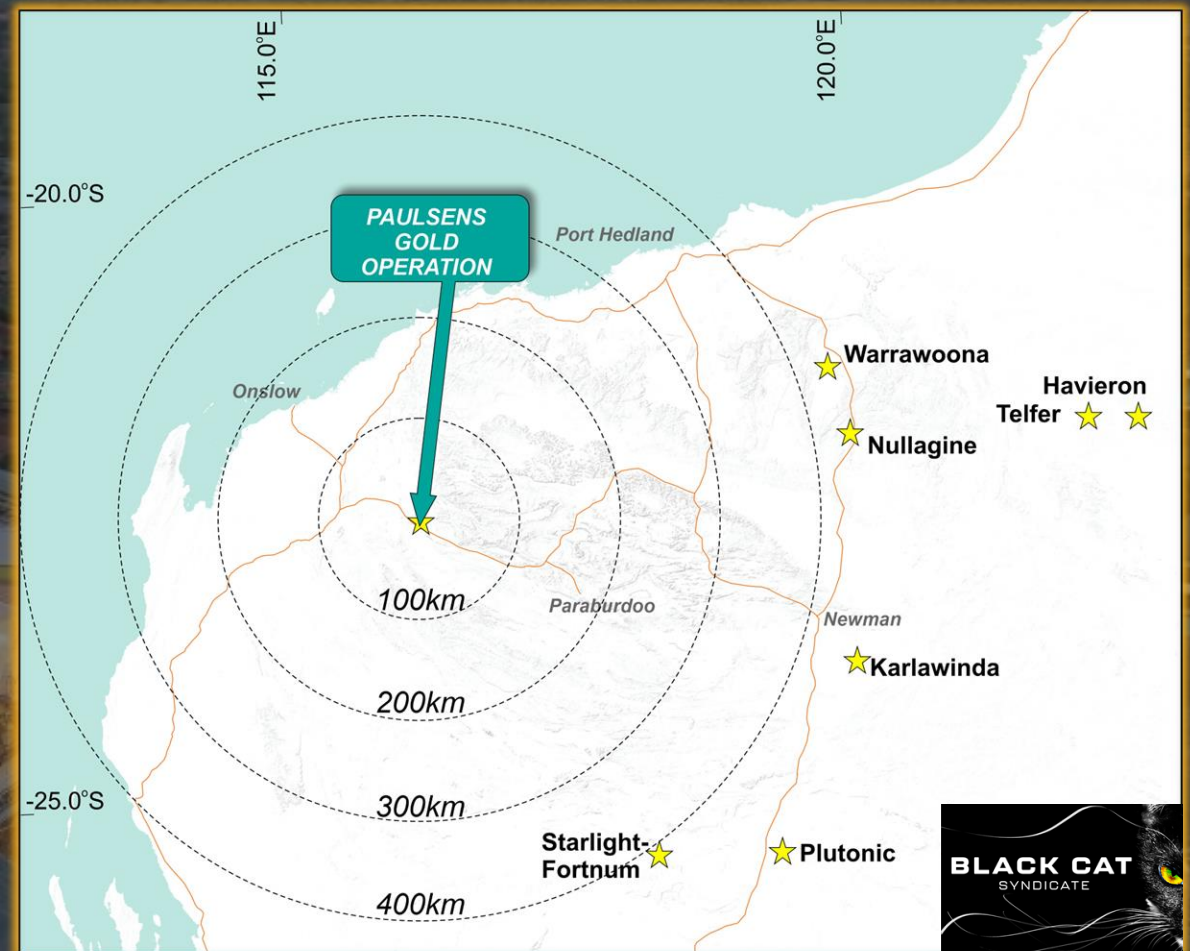 115.0°E
120.0°E
-20.0°S
PAULSENS
GOLD
OPERATION
Port Hedland
Warrawoona
Havieron
Onslow
Telfer
Nullagine
100km
Paraburdoo
Newman
Karlawinda
200km
-25.0°S
300km
Starlight-
Fortnum
Plutonic
400km
BLACK CAT
SYNDICATE